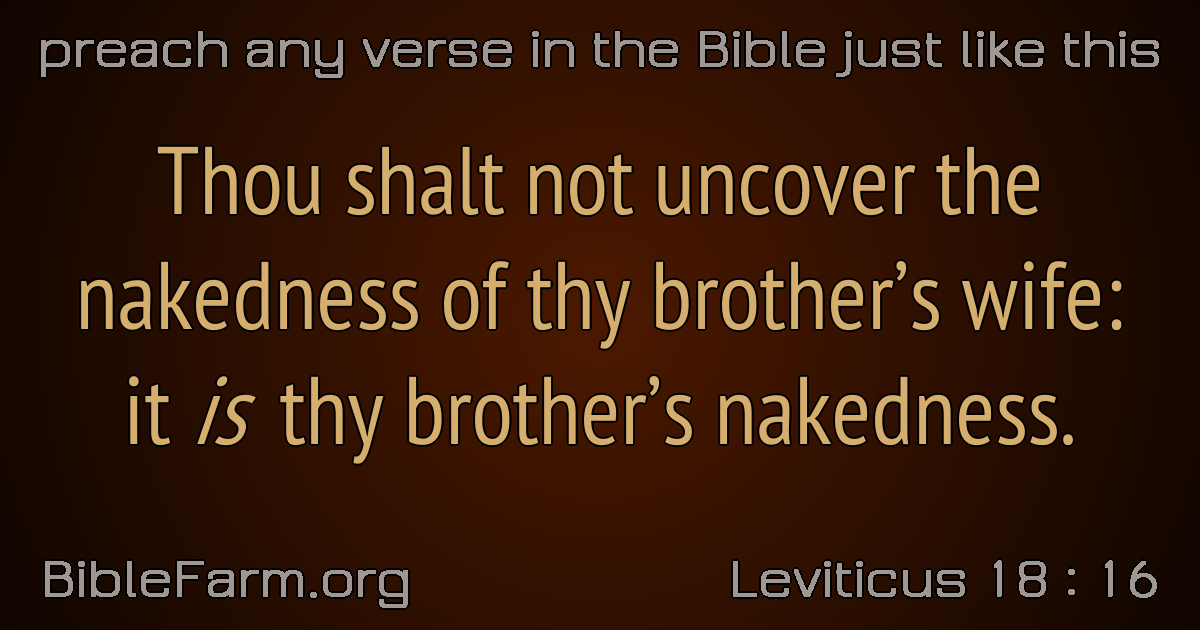 preach any verse in the Bible just like this
Thou shalt not uncover the
nakedness of thy brother’s wife:
it is thy brother’s nakedness.
BibleFarm.org
Leviticus 18 : 16